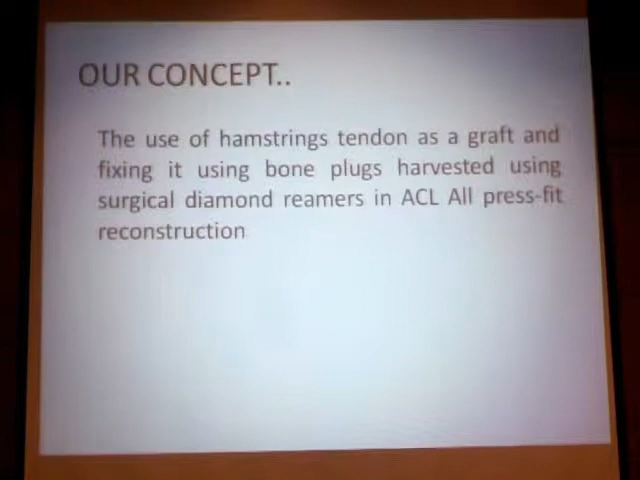 OUR CONCEPT..
The use of hamstrings tendon as a graft and
fixing it using bone plugs harvested using
surgical diamond reamers in ACL All press-fit
reconstruction